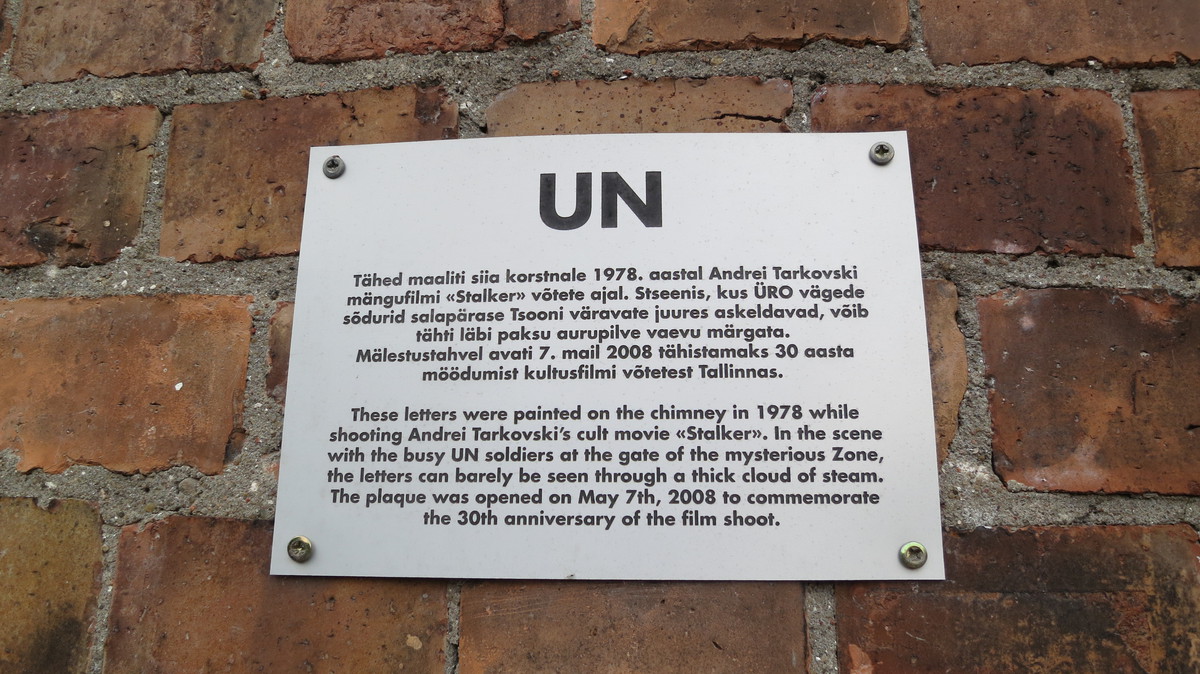 UN
Tähed maaliti siia korstnale 1978. aastal Andrei Tarkovski
mängufilmi «Stalker» võtete ajal. Stseenis, kus ÜRO vägede
sõdurid salapärase Tsooni väravate juures askeldavad, võib
tähti läbi paksu aurupilve vaevu märgata.
Mälestustahvel avati 7. mail 2008 tähistamaks 30 aasta
möödumist kultusfilmi võtetest Tallinnas.
These letters were painted on the chimney in 1978 while
shooting Andrei Tarkovski's cult movie «Stalker». In the scene
with the busy UN soldiers at the gate of the mysterious Zone,
the letters can barely be seen through a thick cloud of steam.
The plaque was opened on May 7th, 2008 to commemorate
the 30th anniversary of the film shoot.